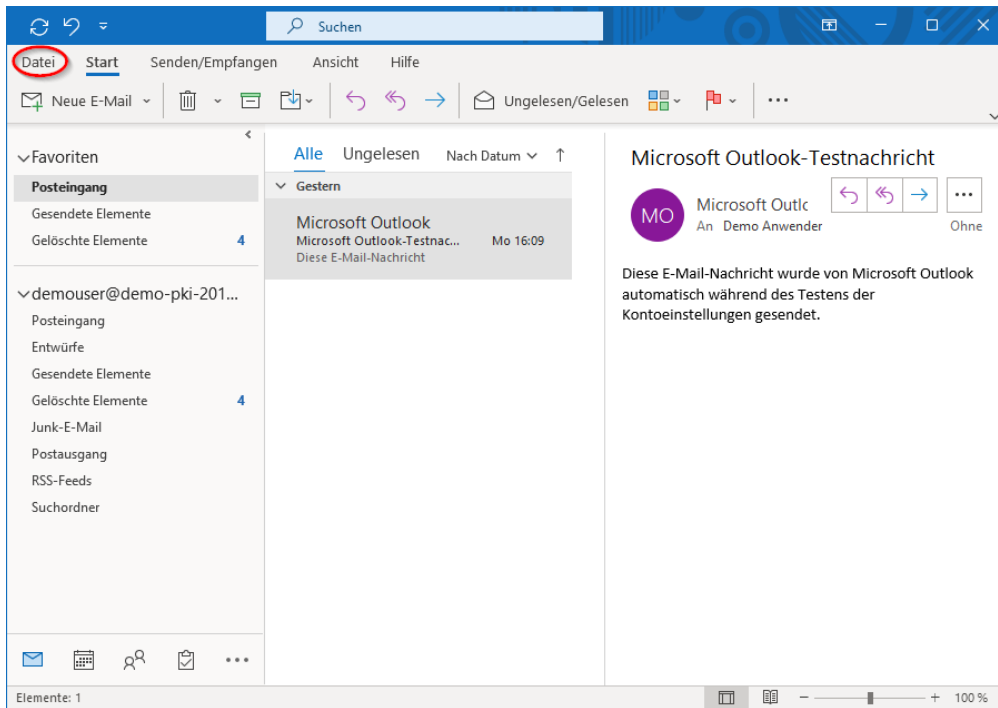 Suchen
Datei Start Senden/Empfangen Ansicht Hilfe
Neue E-Mail Ungelesen/Gelesen
Favoriten
Posteingang
Gesendete Elemente
Gelöschte Elemente 4
demouser@demo-pki-201...
Posteingang
Entwürfe
Gesendete Elemente
Gelöschte Elemente 4
Junk-E-Mail
Postausgang
RSS-Feeds
Suchordner
Alle Ungelesen Nach Datum
Gestern
Microsoft Outlook
Microsoft Outlook-Testnac... Mo 16:09
Diese E-Mail-Nachricht
Microsoft Outlook-Testnachricht
MO
Microsoft Outlc
An Demo Anwender
Ohne
Diese E-Mail-Nachricht wurde von Microsoft Outlook
automatisch während des Testens der
Kontoeinstellungen gesendet.
Elemente: 1
100 %